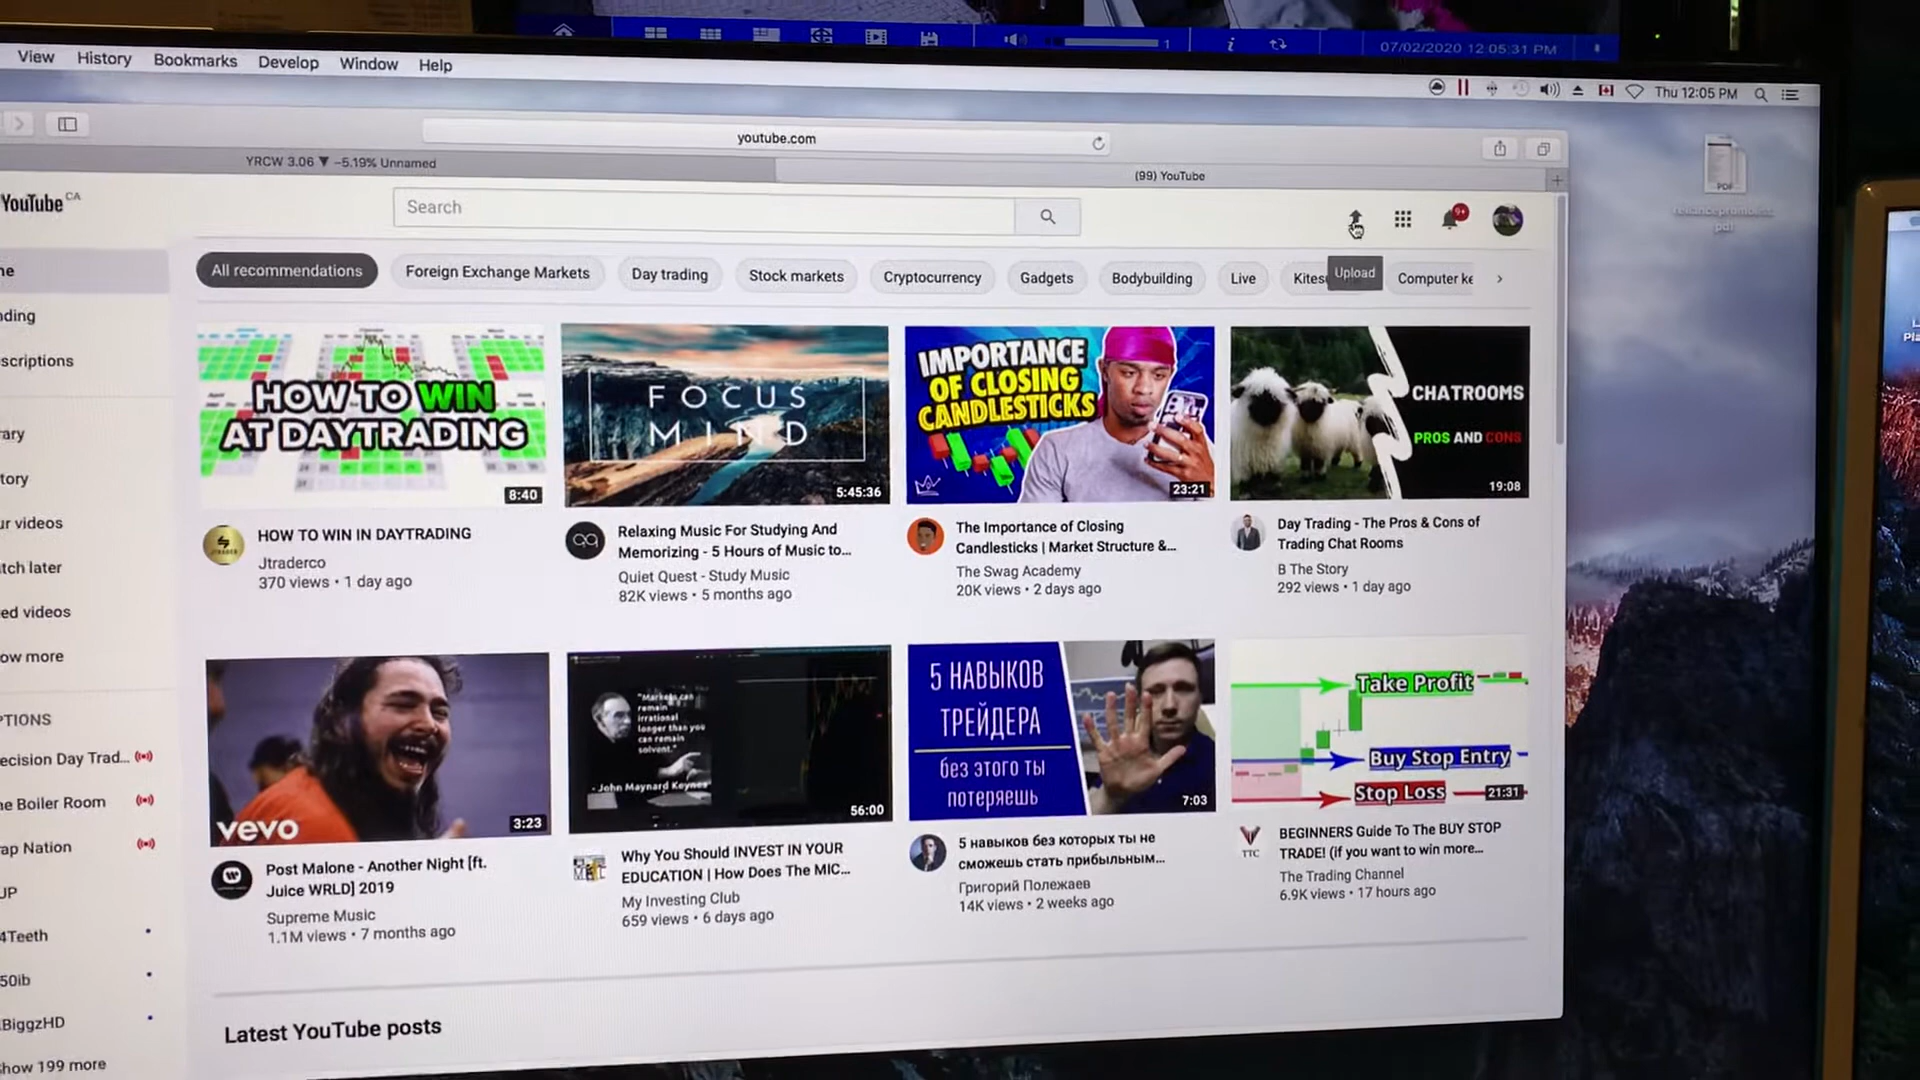 1
07/02/2020 12:05:31 PM
View History Bookmarks Develop Window Help
Thu 12:05 PM
youtube.com
YRCW 3.06 ▼ -5.19% Unnamed
(99) YouTube
PDF
YouTube CA
Search
9+
All recommendations
Foreign Exchange Markets
Day trading
Stock markets
Cryptocurrency
Gadgets
Bodybuilding
Live
Kites
Upload
Computer ke
ne
nding
scriptions
ary
tory
ur videos
tch later
ed videos
ow more
PTIONS
ecision Day Trad...
ne Boiler Room
rap Nation
UP
4Teeth
50ib
BiggzHD
how 199 more
HOW TO WIN
AT DAYTRADING
8:40
HOW TO WIN IN DAYTRADING
Jtraderco
370 views • 1 day ago
FOCUS
MIND
5:45:36
Relaxing Music For Studying And
Memorizing - 5 Hours of Music to...
Quiet Quest - Study Music
82K views • 5 months ago
IMPORTANCE
OF CLOSING
CANDLESTICKS
23:21
The Importance of Closing
Candlesticks | Market Structure &...
The Swag Academy
20K views • 2 days ago
CHATROOMS
PROS AND CONS
19:08
Day Trading - The Pros & Cons of
Trading Chat Rooms
B The Story
292 views • 1 day ago
vevo
3:23
Post Malone - Another Night [ft.
Juice WRLD] 2019
Supreme Music
1.1M views • 7 months ago
"Markets can
remain
irrational
longer than you
can remain
solvent."
- John Maynard Keynes
56:00
Why You Should INVEST IN YOUR
EDUCATION | How Does The MIC...
My Investing Club
659 views • 6 days ago
5 НАВЫКОВ
ТРЕЙДЕРА
без этого ты
потеряешь
7:03
5 навыков без которых ты не
сможешь стать прибыльным...
Григорий Полежаев
14K views • 2 weeks ago
Take Profit
Buy Stop Entry
Stop Loss
21:31
TTC
BEGINNERS Guide To The BUY STOP
TRADE! (if you want to win more...
The Trading Channel
6.9K views • 17 hours ago
Latest YouTube posts